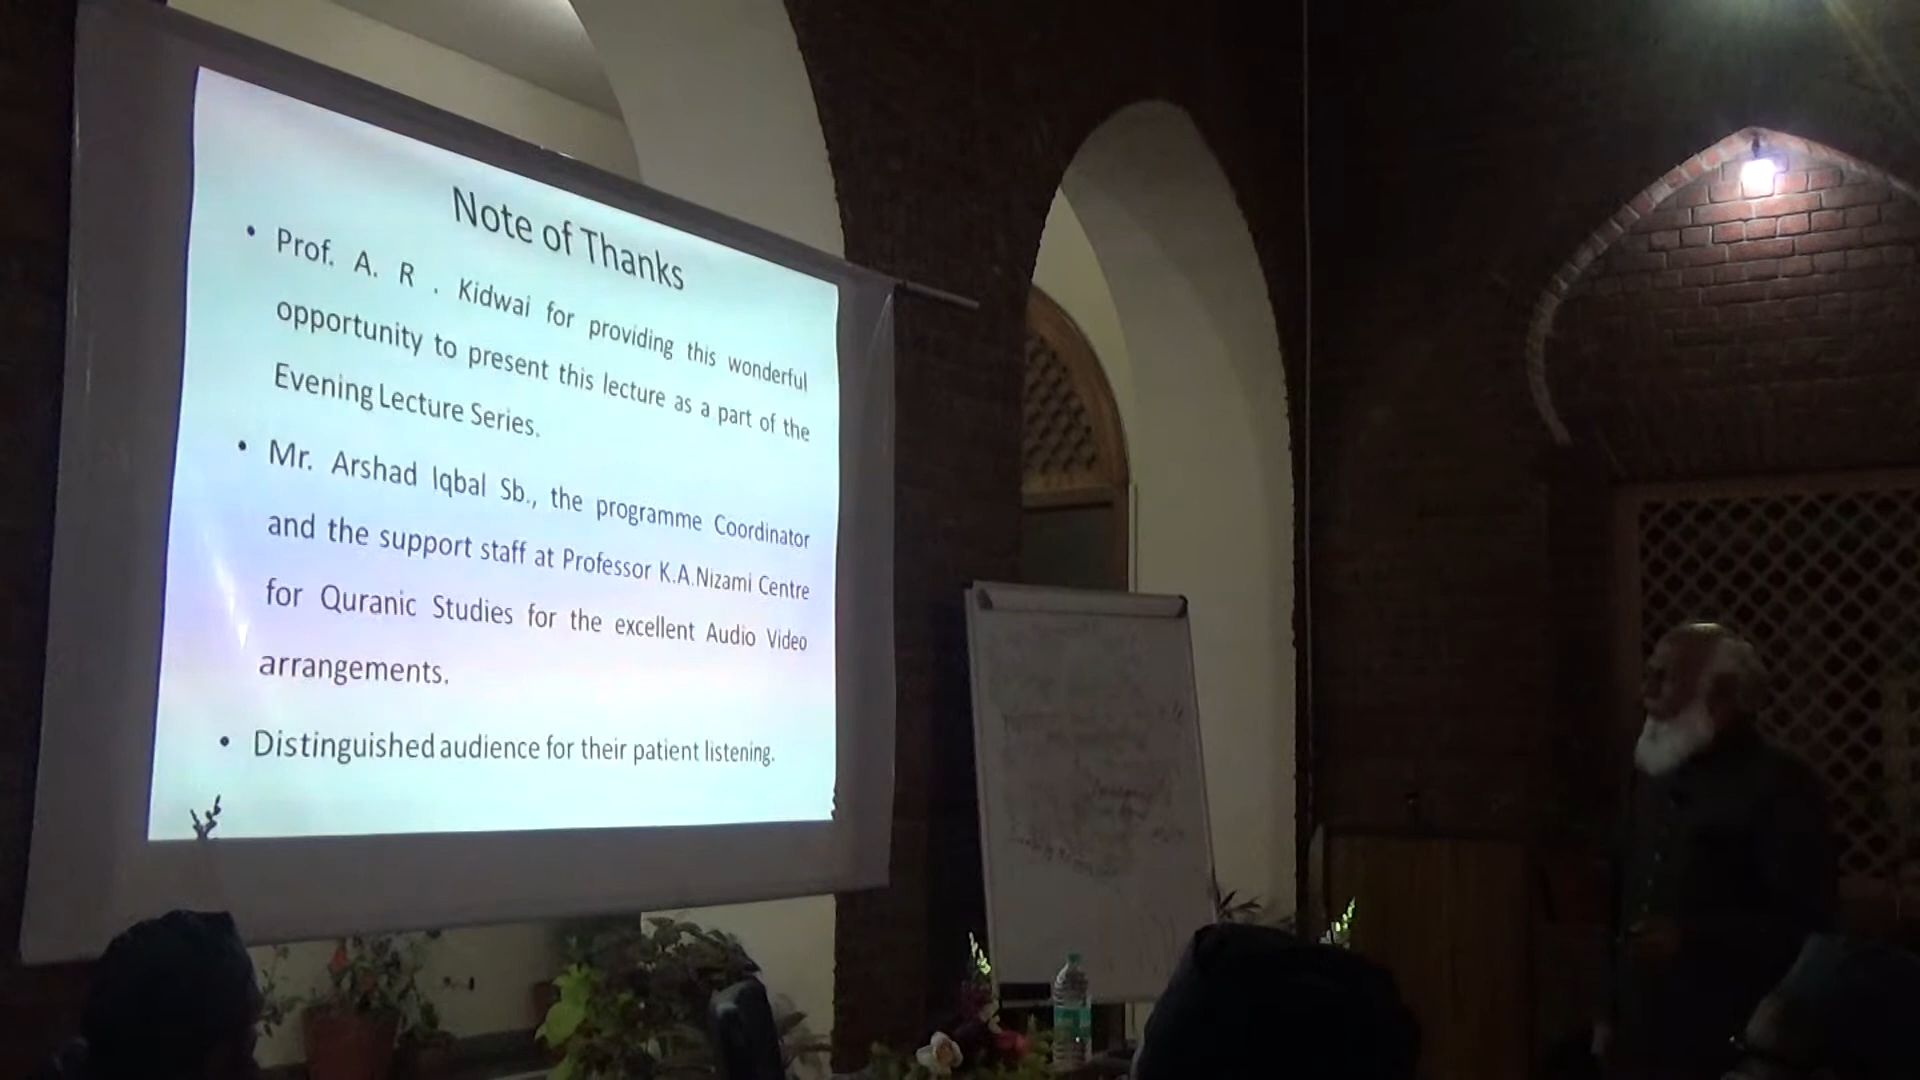 Note of Thanks
• Prof. A. R . Kidwai for providing this wonderful
opportunity to present this lecture as a part of the
Evening Lecture Series.
• Mr. Arshad Iqbal Sb., the programme Coordinator
and the support staff at Professor K.A.Nizami Centre
for Quranic Studies for the excellent Audio Video
arrangements.
• Distinguished audience for their patient listening.